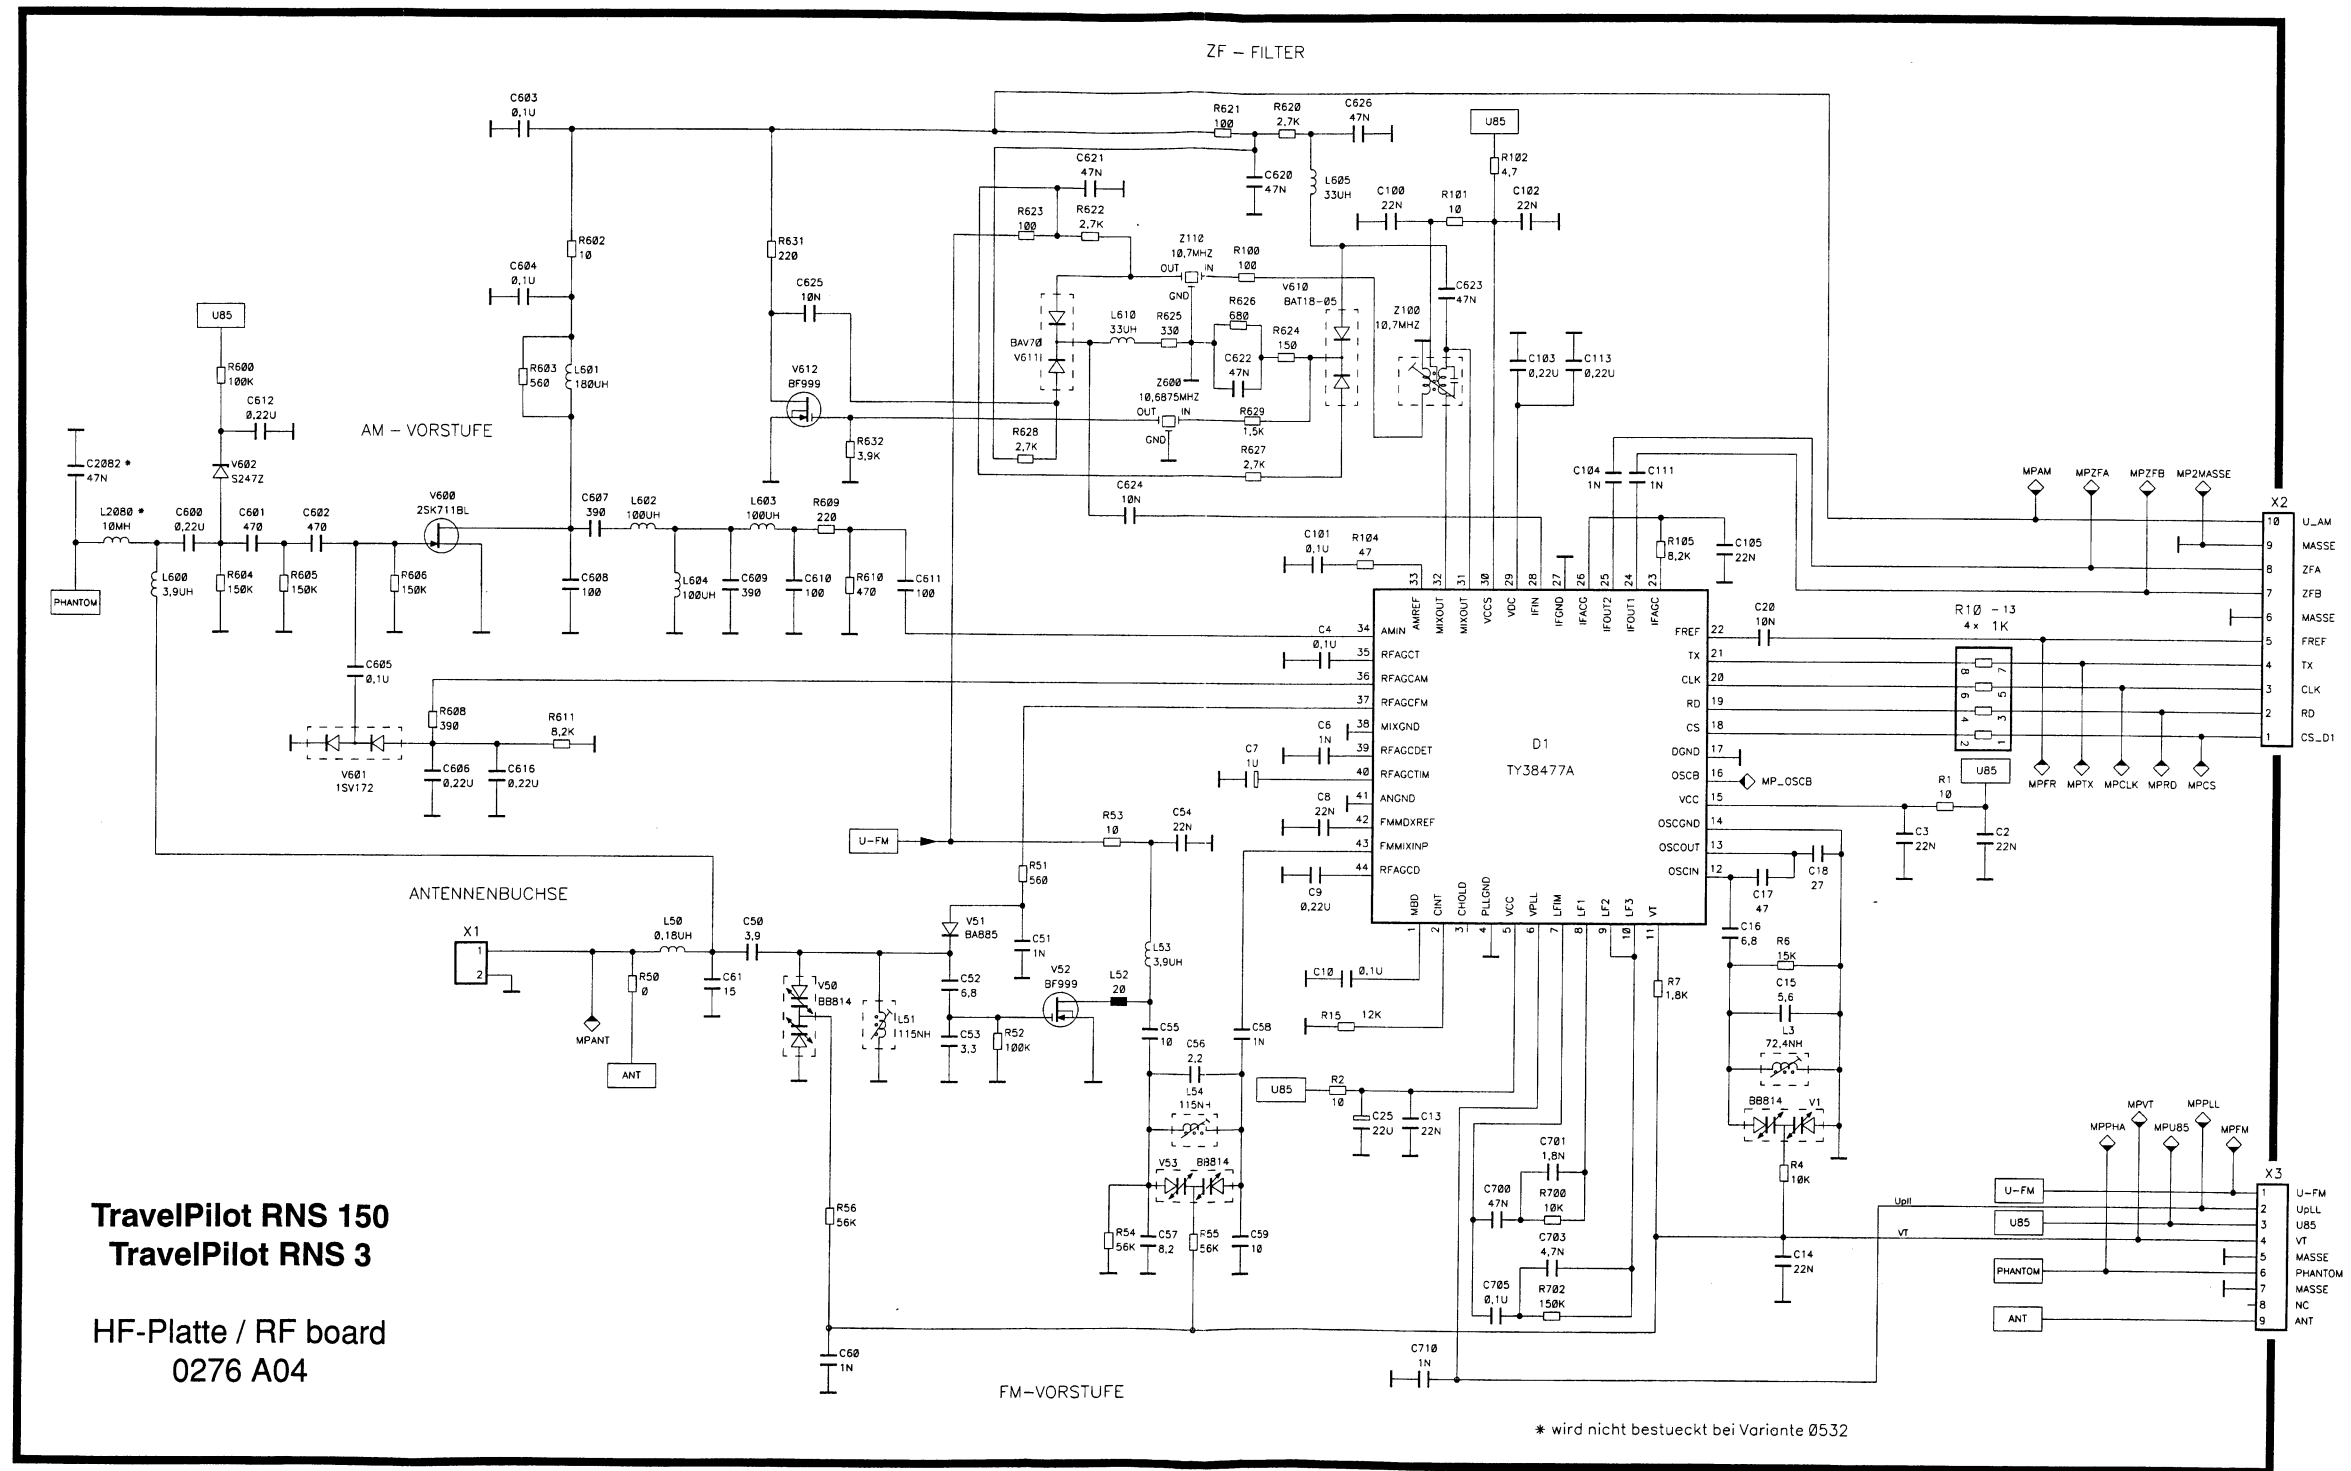 ZF - FILTER
C603
0,1U
R621
100
R620
2,7K
C626
47N
U85
R102
4,7
C621
47N
C620
47N
L605
33UH
C100
22N
R101
10
C102
22N
R623
100
R622
2,7K
R602
10
R631
220
Z110
10,7MHZ
OUT
IN
GND
R100
100
C604
0,1U
C625
10N
V610
BAT18-05
C623
47N
U85
L610
33UH
R625
330
R626
680
R624
150
Z100
10,7MHZ
BAV70
V611
C622
47N
C103
0,22U
C113
0,22U
R600
100K
R603
560
L601
180UH
V612
BF999
Z600
10,6875MHZ
OUT
IN
GND
C612
0,22U
AM - VORSTUFE
R629
1,5K
R628
2,7K
R632
3,9K
R627
2,7K
C2082 *
47N
V602
S247Z
C104
1N
C111
1N
MPAM
MPZFA
MPZFB
MP2MASSE
V600
2SK711BL
C624
10N
X2
L2080 *
10MH
C600
0,22U
C601
470
C602
470
C607
390
L602
100UH
L603
100UH
R609
220
C101
0,1U
R104
47
R105
8,2K
C105
22N
10 U_AM
9 MASSE
8 ZFA
7 ZFB
6 MASSE
5 FREF
4 TX
3 CLK
2 RD
1 CS_D1
PHANTOM
L600
3,9UH
R604
150K
R605
150K
R606
150K
C608
100
L604
100UH
C609
390
C610
100
R610
470
C611
100
33 AMREF
32 MIXOUT
31 MIXOUT
30 VCCS
29 VDC
28 IFIN
27 IFGND
26 IFACG
25 IFOUT2
24 IFOUT1
23 IFAGC
C20
10N
R10 - 13
4x 1K
8 7
6 5
4 3
2 1
C4
0,1U
34 AMIN
35 RFAGCT
36 RFAGCAM
37 RFAGCFM
38 MIXGND
39 RFAGCDET
40 RFAGCTIM
41 ANGND
42 FMMDXREF
43 FMMIXINP
44 RFAGCD
D1
TY38477A
FREF 22
TX 21
CLK 20
RD 19
CS 18
DGND 17
OSCB 16
VCC 15
OSCGND 14
OSCOUT 13
OSCIN 12
MP_OSCB
C605
0,1U
R608
390
R611
8,2K
V601
1SV172
C606
0,22U
C616
0,22U
C6
1N
C7
1U
C8
22N
C9
0,22U
U85
R1
10
MPFR
MPTX
MPCLK
MPRD
MPCS
C3
22N
C2
22N
C18
27
C17
47
U-FM
R53
10
C54
22N
R51
560
ANTENNENBUCHSE
X1
1
2
L50
0,18UH
C50
3,9
V51
BA885
C51
1N
L53
3,9UH
MBD 1
CINT 2
CHOLD 3
PLLGND 4
VCC 5
VPLL 6
LFIM 7
LF1 8
LF2 9
LF3 10
VT 11
C16
6,8
R6
15K
C15
5,6
L3
72,4NH
R50
0
C61
15
V50
BB814
L51
115NH
C52
6,8
V52
BF999
L52
20
C10
0,1U
R7
1,8K
MPANT
C53
3,3
R52
100K
C55
10
C58
1N
R15
12K
ANT
C56
2,2
L54
115NH
U85
R2
10
C25
22U
C13
22N
BB814
V1
R4
10K
MPPHA
MPVT
MPU85
MPPLL
MPFM
V53
BB814
C701
1,8N
C700
47N
R700
10K
C703
4,7N
C705
0,1U
R702
150K
X3
R56
56K
R54
56K
C57
8,2
R55
56K
C59
10
Upll
VT
C14
22N
U-FM
U85
PHANTOM
ANT
1 U-FM
2 UpLL
3 U85
4 VT
5 MASSE
6 PHANTOM
7 MASSE
8 NC
9 ANT
TravelPilot RNS 150
TravelPilot RNS 3
HF-Platte / RF board
0276 A04
C60
1N
C710
1N
FM-VORSTUFE
* wird nicht bestueckt bei Variante 0532